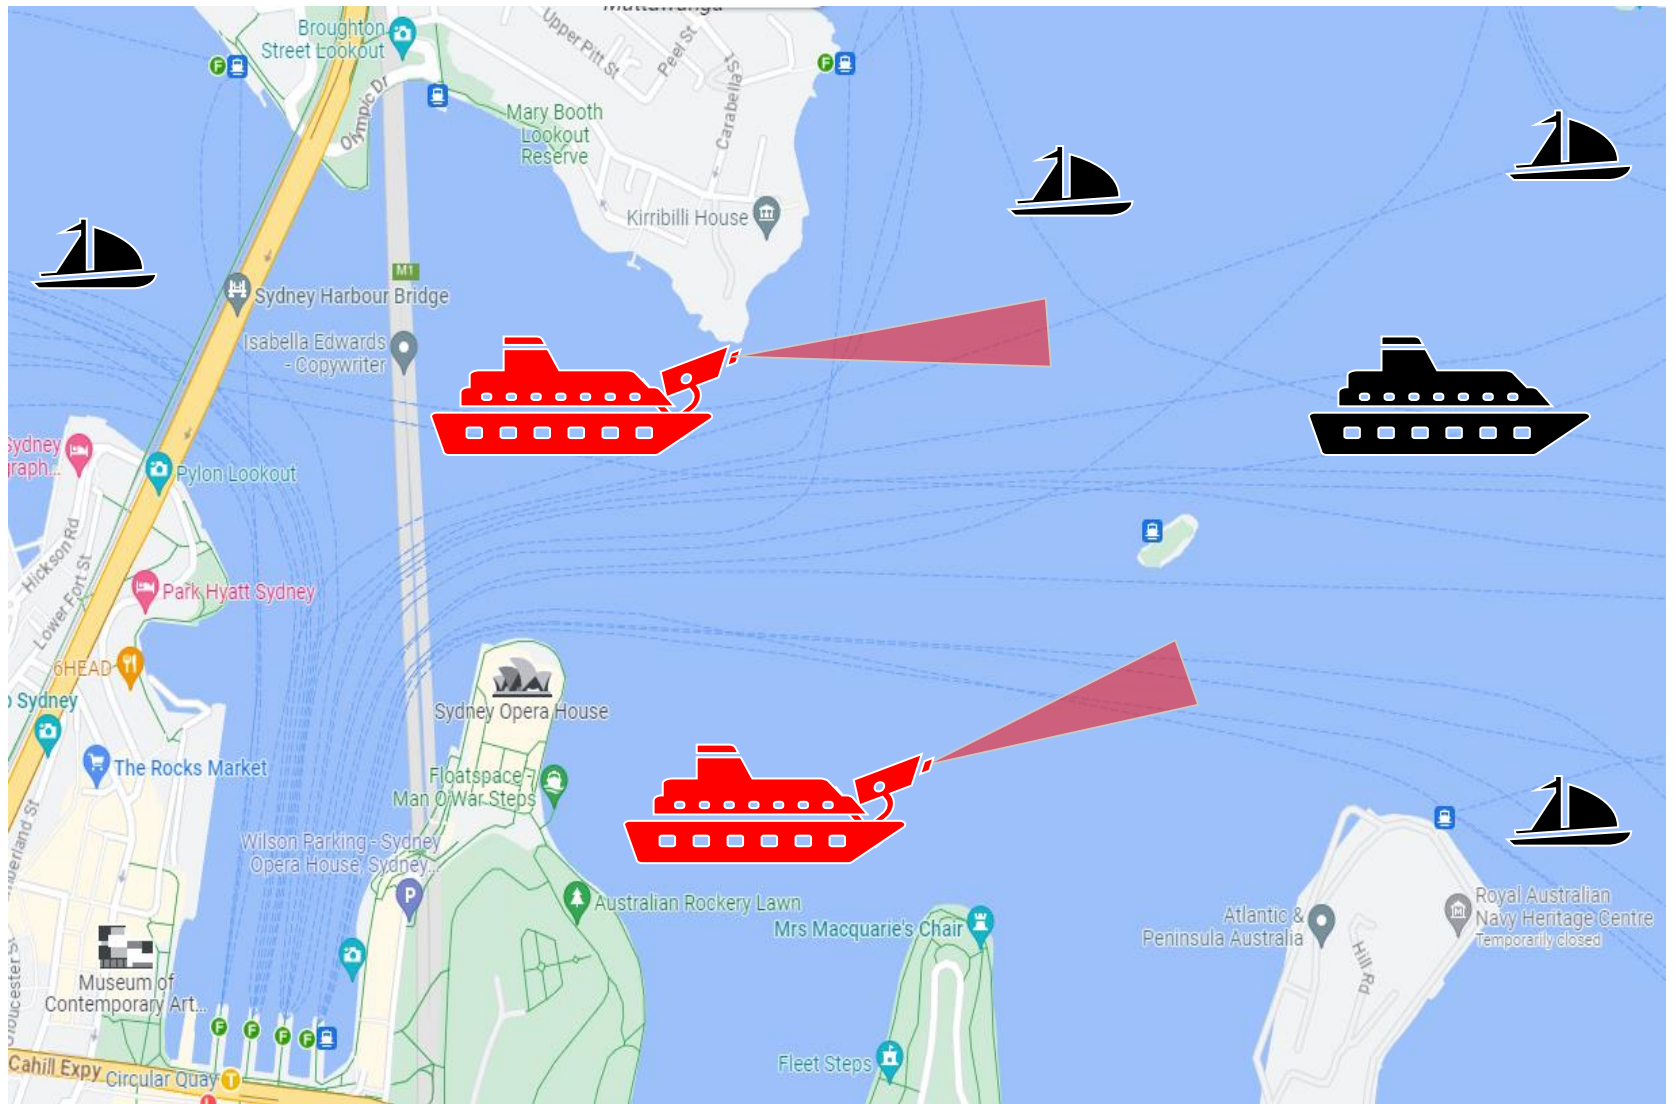 Broughton
Street Lookout
Upper Pitt St
Peel St
Carabella St
Olympic Dr
Mary Booth
Lookout
Reserve
Kirribilli House
M1
Sydney Harbour Bridge
Isabella Edwards
- Copywriter
Sydney
Pylon Lookout
Hickson Rd
Lower Fort St
Park Hyatt Sydney
6HEAD
Sydney
Sydney Opera House
The Rocks Market
Floatspace -
Man O'War Steps
Wilson Parking - Sydney
Opera House, Sydney...
P
Australian Rockery Lawn
Mrs Macquarie's Chair
Atlantic &
Peninsula Australia
Royal Australian
Navy Heritage Centre
Temporarily closed
Hill Rd
Museum of
Contemporary Art...
F
F
F
F
F
F
Fleet Steps
Cahill Expy
Circular Quay
T